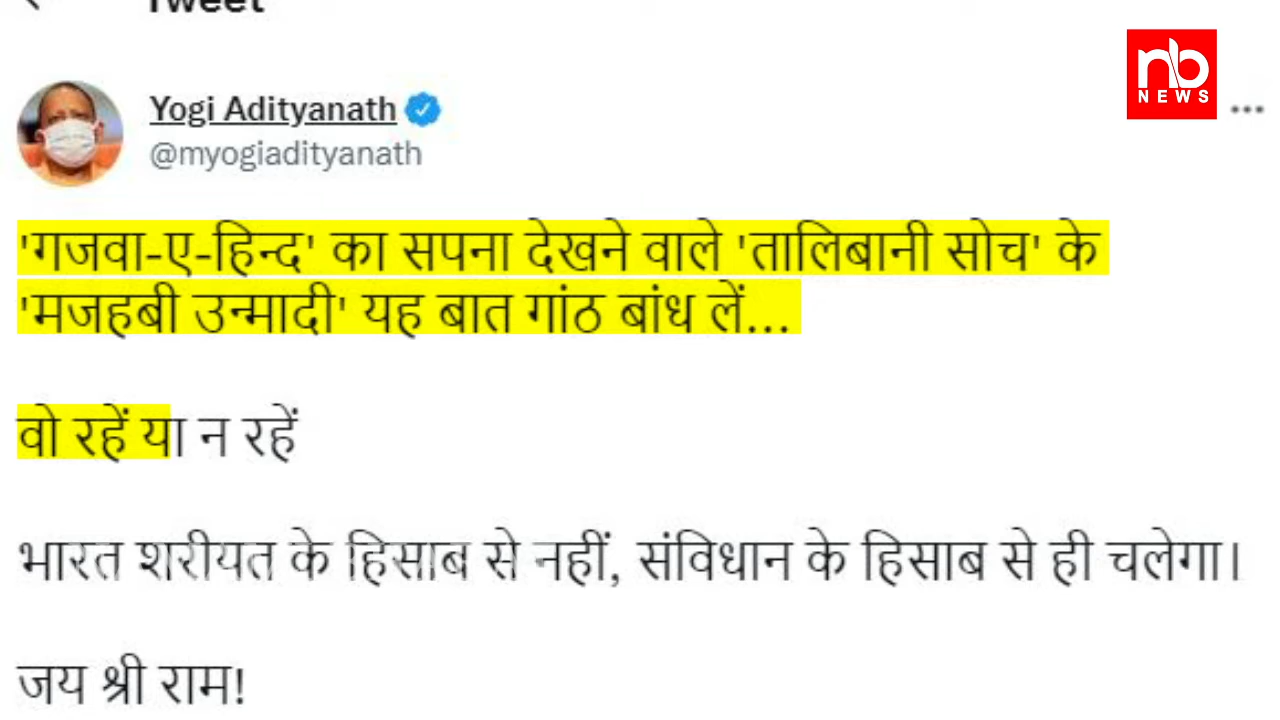 Tweet
nb
NEWS
Yogi Adityanath
@myogiadityanath
'गजवा-ए-हिन्द' का सपना देखने वाले 'तालिबानी सोच' के
'मजहबी उन्मादी' यह बात गांठ बांध लें...
वो रहें या न रहें
भारत शरीयत के हिसाब से नहीं, संविधान के हिसाब से ही चलेगा।
जय श्री राम!